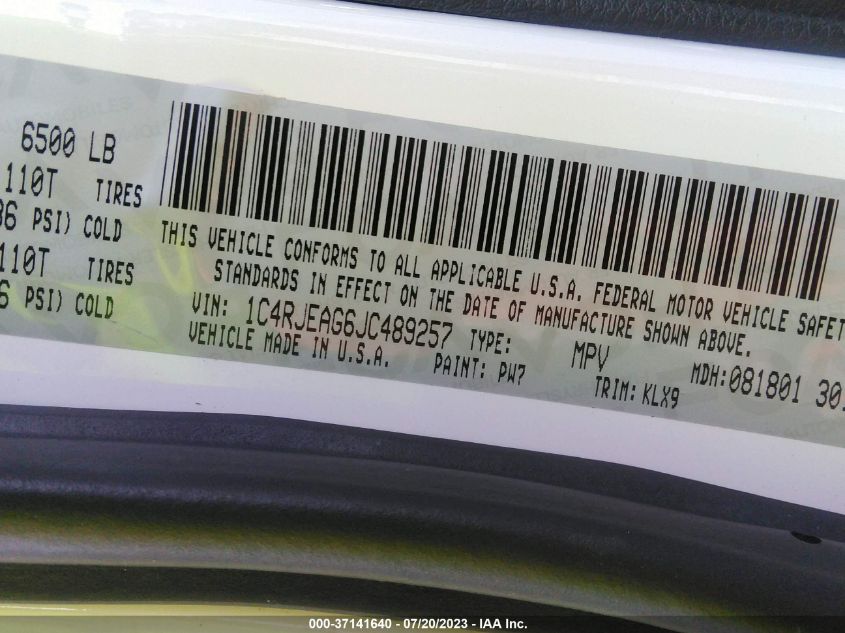 6500 LB
110T TIRES
36 PSI) COLD
110T TIRES
6 PSI) COLD
THIS VEHICLE CONFORMS TO ALL APPLICABLE U.S.A. FEDERAL MOTOR VEHICLE SAFET
STANDARDS IN EFFECT ON THE DATE OF MANUFACTURE SHOWN ABOVE.
VIN: 1C4RJEAG6JC489257 TYPE: MPV MDH:081801 30
VEHICLE MADE IN U.S.A. PAINT: PW7 TRIM: KLX9
000-37141640 - 07/20/2023 - IAA Inc.